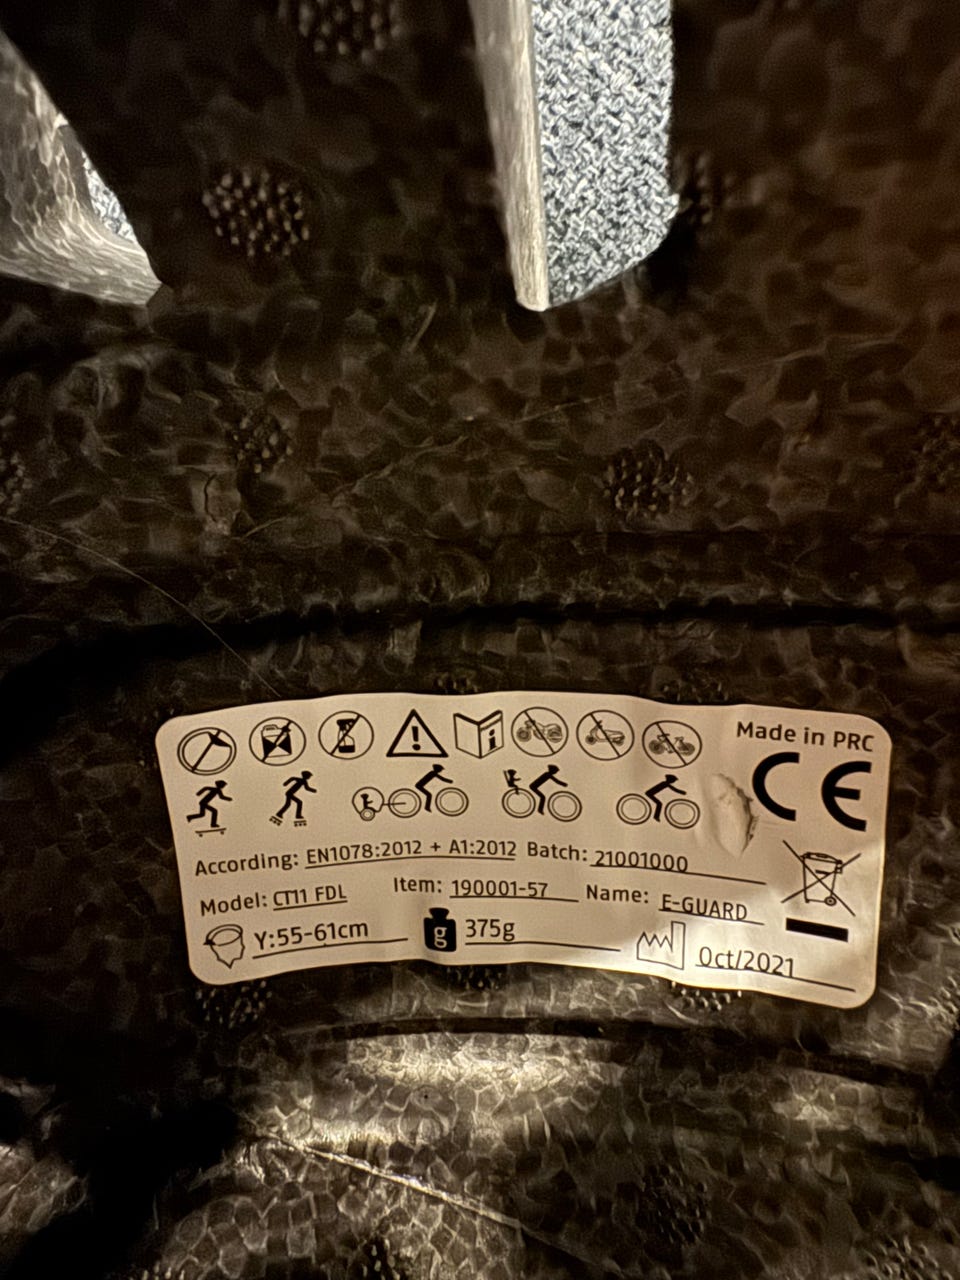 Made in PRC
CE
According: EN1078:2012 + A1:2012 Batch: 21001000
Model: CT11 FDL Item: 190001-57 Name: E-GUARD
Y:55-61cm g 375g Oct/2021